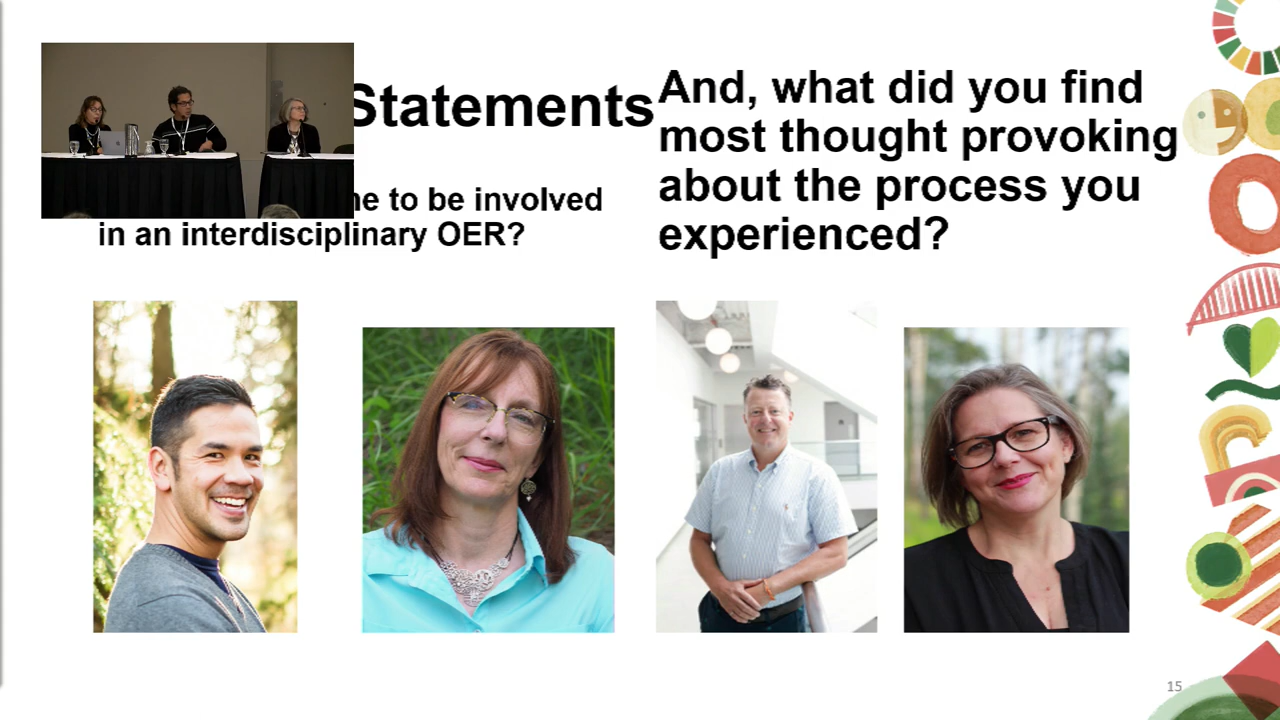 Statements
me to be involved
in an interdisciplinary OER?
And, what did you find
most thought provoking
about the process you
experienced?
15